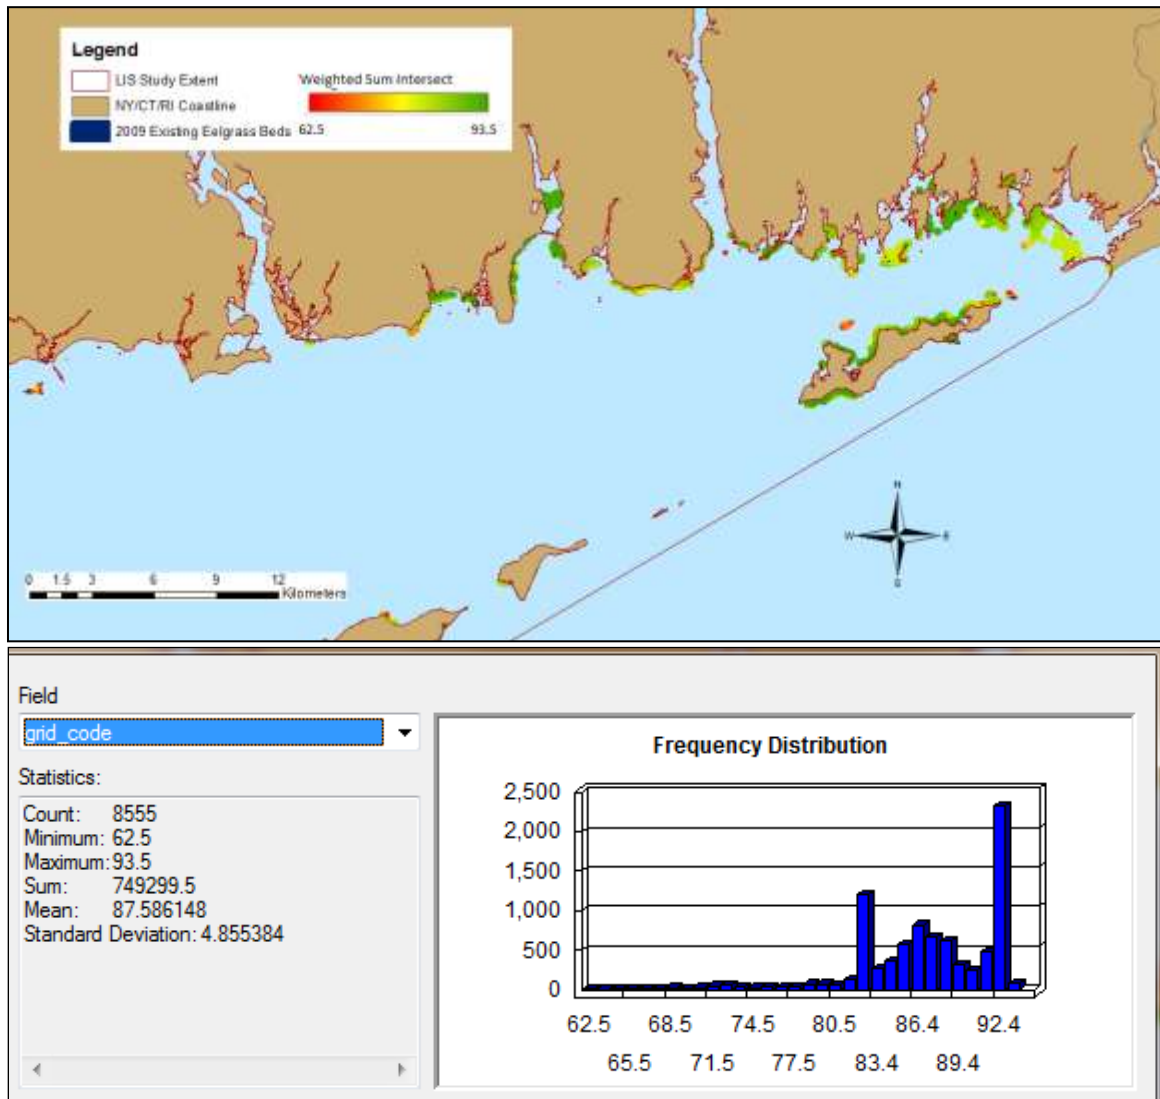 Legend
LIS Study Extent
NY/CT/RI Coastline
2009 Existing Eelgrass Beds
Weighted Sum Intersect
62.5 93.5
N
W E
S
0 1.5 3 6 9 12
Kilometers
Field
grid_code
Statistics:
Count: 8555
Minimum: 62.5
Maximum: 93.5
Sum: 749299.5
Mean: 87.586148
Standard Deviation: 4.855384
Frequency Distribution
2,500
2,000
1,500
1,000
500
0
62.5 68.5 74.5 80.5 86.4 92.4
65.5 71.5 77.5 83.4 89.4